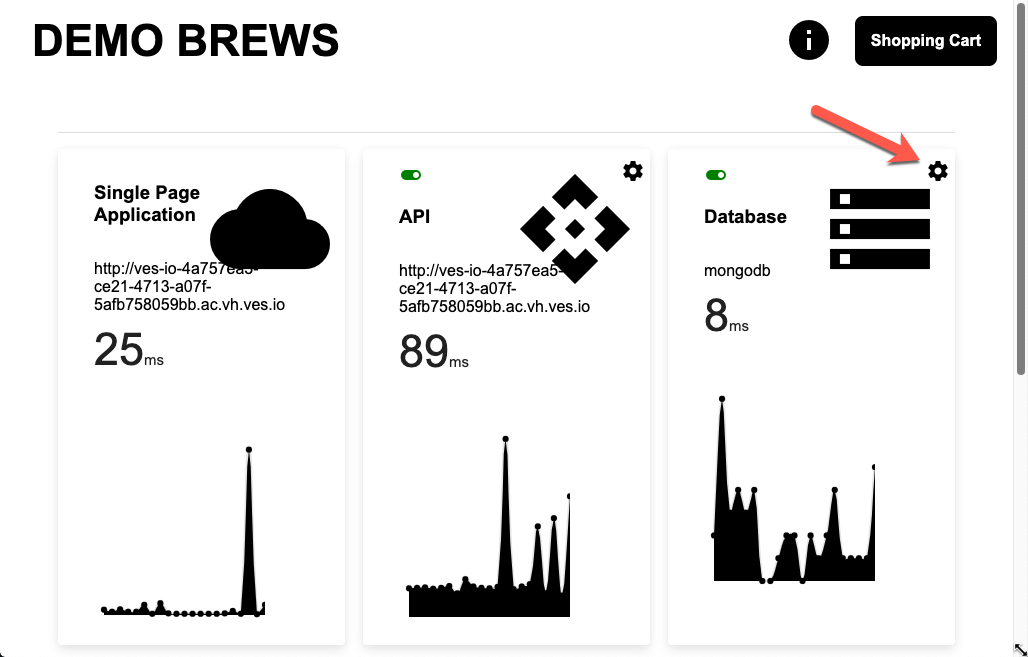 DEMO BREWS
Shopping Cart
Single Page
Application
http://ves-io-4a757ea5-
ce21-4713-a07f-
5afb758059bb.ac.vh.ves.io
25ms
API
http://ves-io-4a757ea5-
ce21-4713-a07f-
5afb758059bb.ac.vh.ves.io
89ms
Database
mongodb
8ms